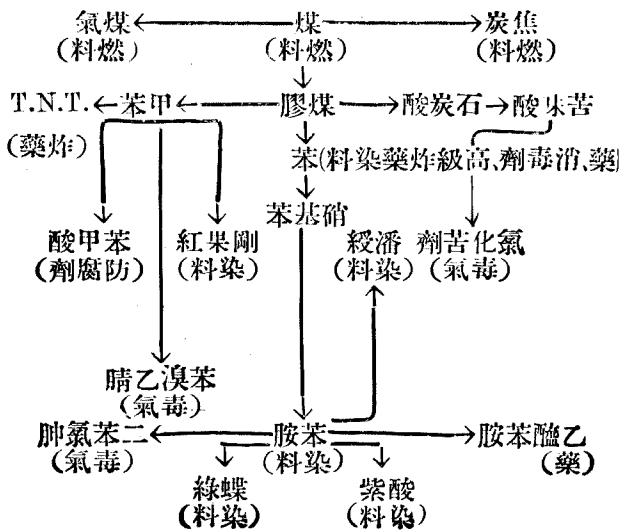 焦炭 煤 煤氣
(燃料) (燃料) (燃料)
苦味酸 石炭酸 煤膠 甲苯 T.N.T.
(炸藥)
藥、消毒劑、高級炸藥染料)苯
硝基苯
氯化苦劑 潘綬 剛果紅 苯甲酸
(毒氣) (染料) (染料) (防腐劑)
苯溴乙晴
(毒氣)
乙醯苯胺 苯胺 二苯氯胂
(藥) (染料) (毒氣)
酸紫 蝶綠
(染料) (染料)